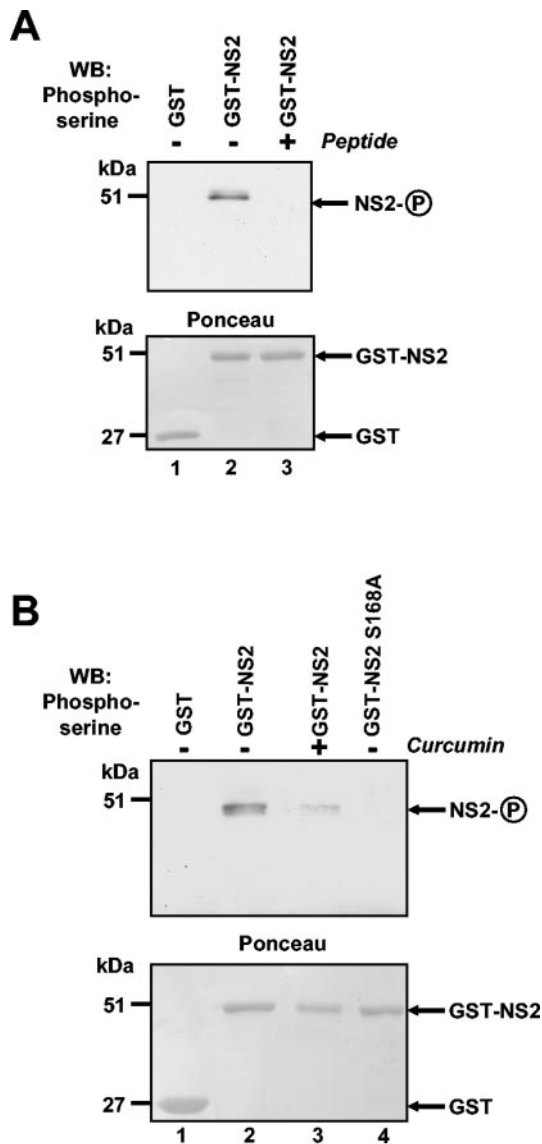 A
WB:
Phospho-
serine
GST
GST-NS2
GST-NS2
- - + Peptide
kDa
51
NS2-Ⓟ
kDa
Ponceau
51
GST-NS2
27
GST
1 2 3
B
WB:
Phospho-
serine
GST
GST-NS2
GST-NS2
GST-NS2 S168A
- - + - Curcumin
kDa
51
NS2-Ⓟ
kDa
Ponceau
51
GST-NS2
27
GST
1 2 3 4